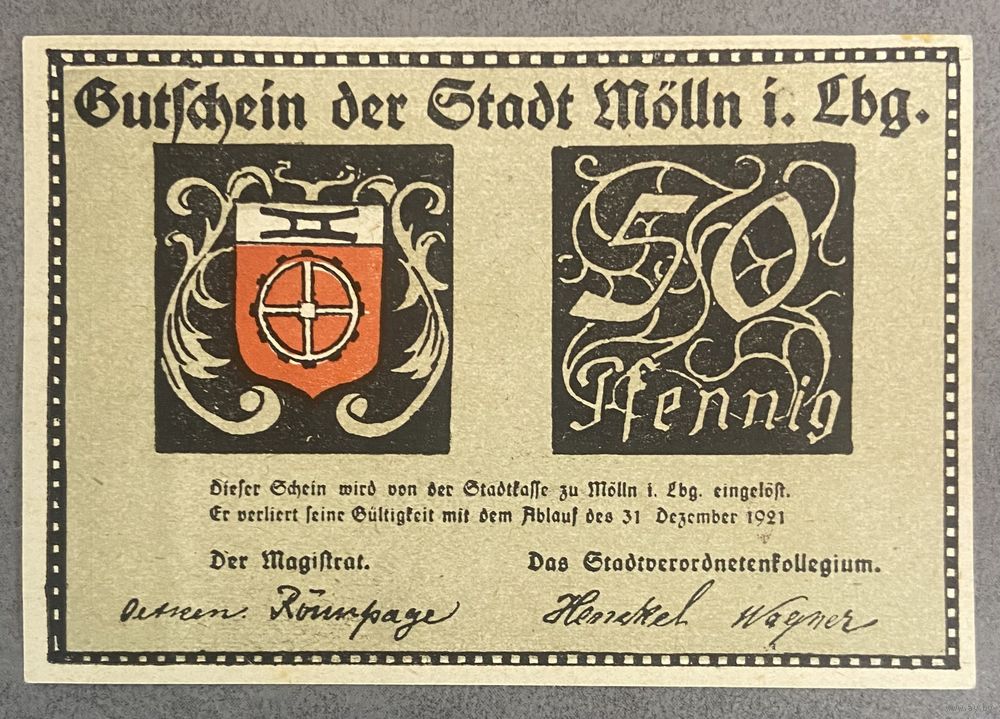 Gutschein der Stadt Mölln i. Lbg.
50
Pfennig
Dieser Schein wird von der Stadtkasse zu Mölln i. Lbg. eingelöst.
Er verliert seine Gültigkeit mit dem Ablauf des 31 Dezember 1921
Der Magistrat. Das Stadtverordnetenkollegium.
Rönnpage Henckel Wagner